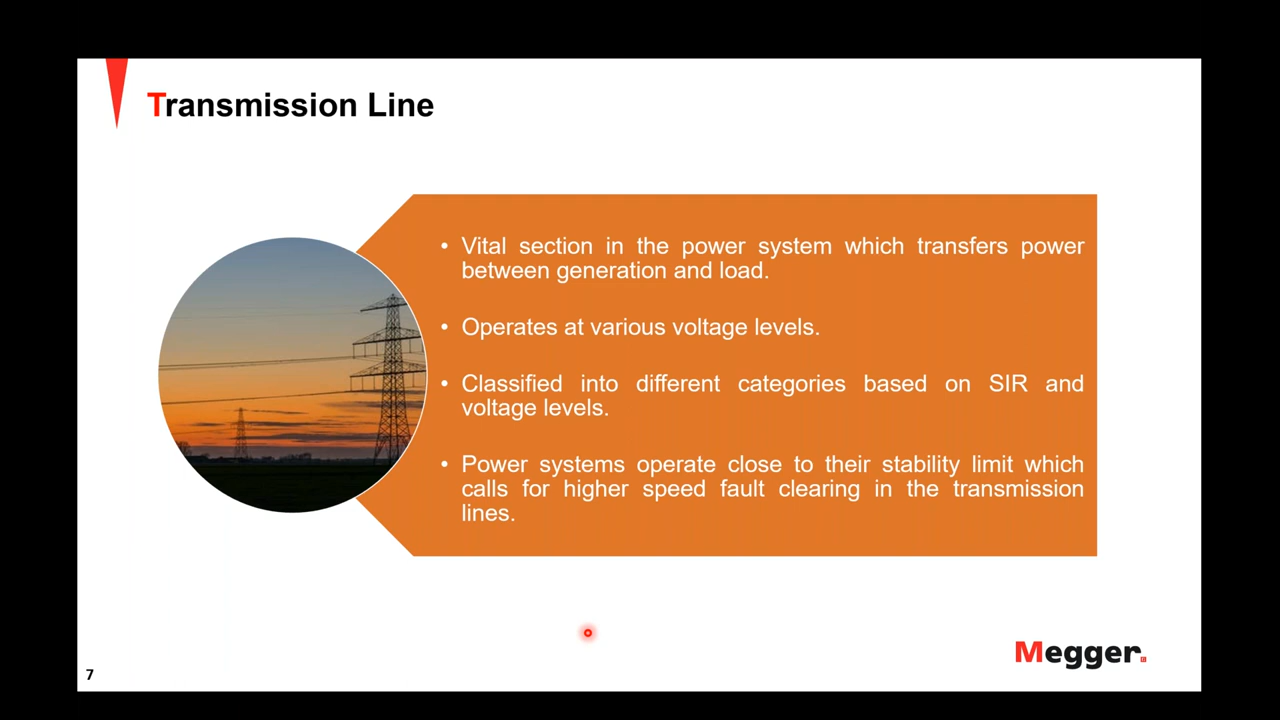 Transmission Line
• Vital section in the power system which transfers power
between generation and load.
• Operates at various voltage levels.
• Classified into different categories based on SIR and
voltage levels.
• Power systems operate close to their stability limit which
calls for higher speed fault clearing in the transmission
lines.
Megger
7